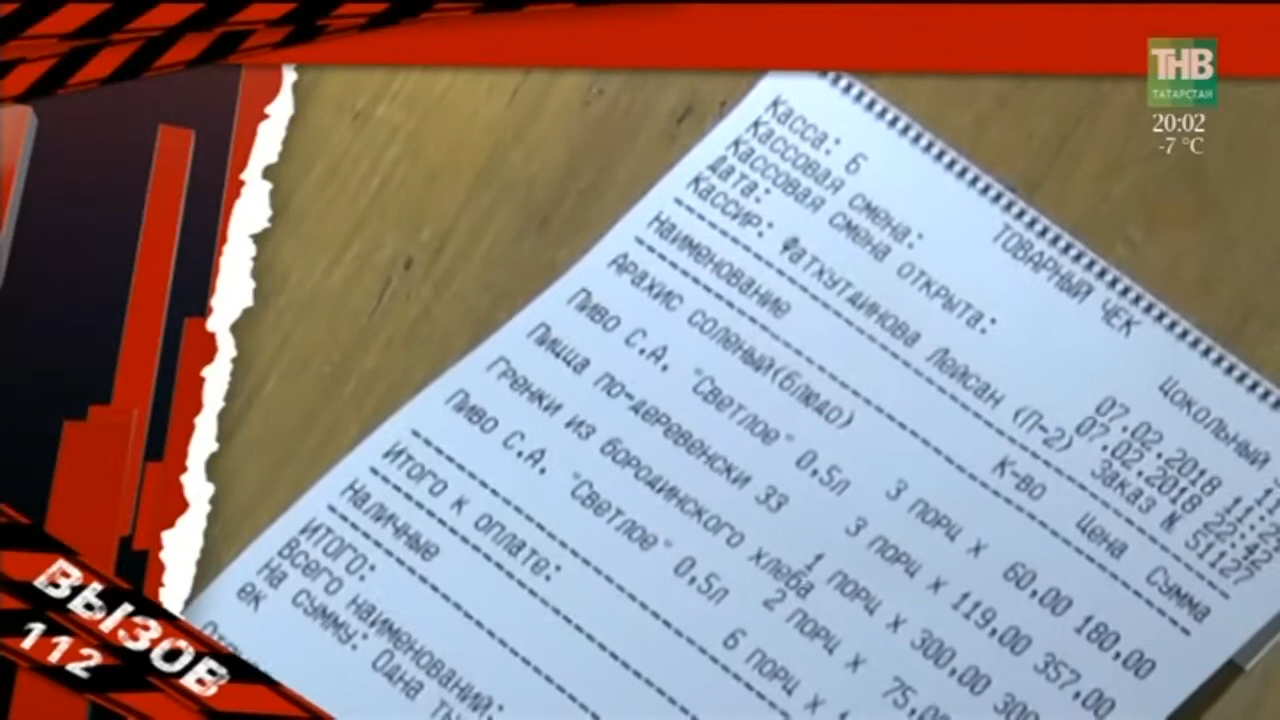 ТНВ
ТАТАРСТАН
20:02
-7 °C
ТОВАРНЫЙ ЧЕК
Касса: 6 Цокольный
Кассовая смена:
Кассовая смена открыта: 07.02.2018
Дата: 07.02.2018 22:42
Кассир: Фатхутдинова Лейсан (П-2) Заказ N 51127
Наименование К-во Цена Сумма
Арахис соленый(блюдо) 3 порц x 60,00 180,00
Пиво С.А. "Светлое" 0,5л 3 порц x 119,00 357,00
Пицца по-деревенски 33 1 порц x 300,00
Гренки из бородинского хлеба 2 порц x 75,
Пиво С.А. "Светлое" 0,5л 6 порц x
Итого к оплате:
Наличные
ИТОГО:
Всего наименований:
На сумму: Одна
ек
ВЫЗОВ
112